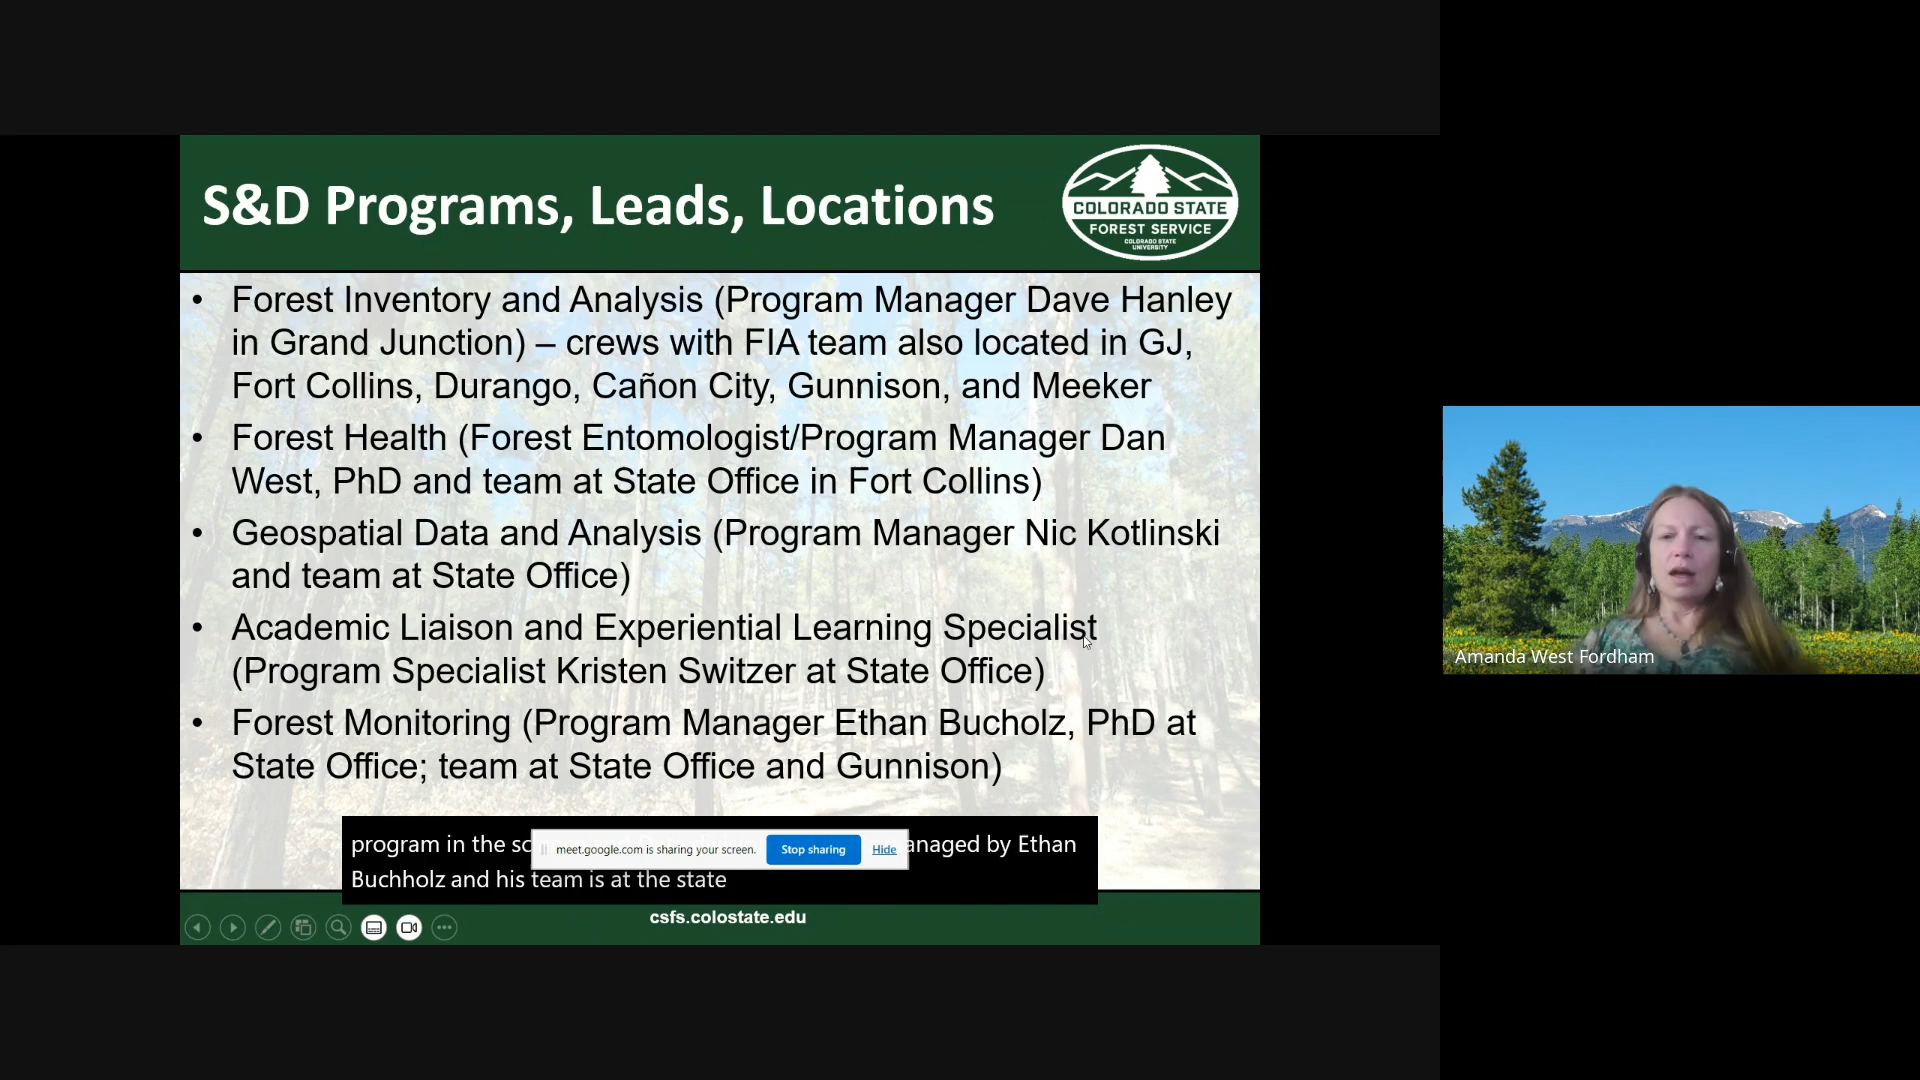 S&D Programs, Leads, Locations
COLORADO STATE
FOREST SERVICE
COLORADO STATE
UNIVERSITY
• Forest Inventory and Analysis (Program Manager Dave Hanley
in Grand Junction) – crews with FIA team also located in GJ,
Fort Collins, Durango, Cañon City, Gunnison, and Meeker
• Forest Health (Forest Entomologist/Program Manager Dan
West, PhD and team at State Office in Fort Collins)
• Geospatial Data and Analysis (Program Manager Nic Kotlinski
and team at State Office)
• Academic Liaison and Experiential Learning Specialist
(Program Specialist Kristen Switzer at State Office)
• Forest Monitoring (Program Manager Ethan Bucholz, PhD at
State Office; team at State Office and Gunnison)
program in the by Ethan
meet.google.com is sharing your screen. Stop sharing Hide
Buchholz and his team is at the state
csfs.colostate.edu
Amanda West Fordham